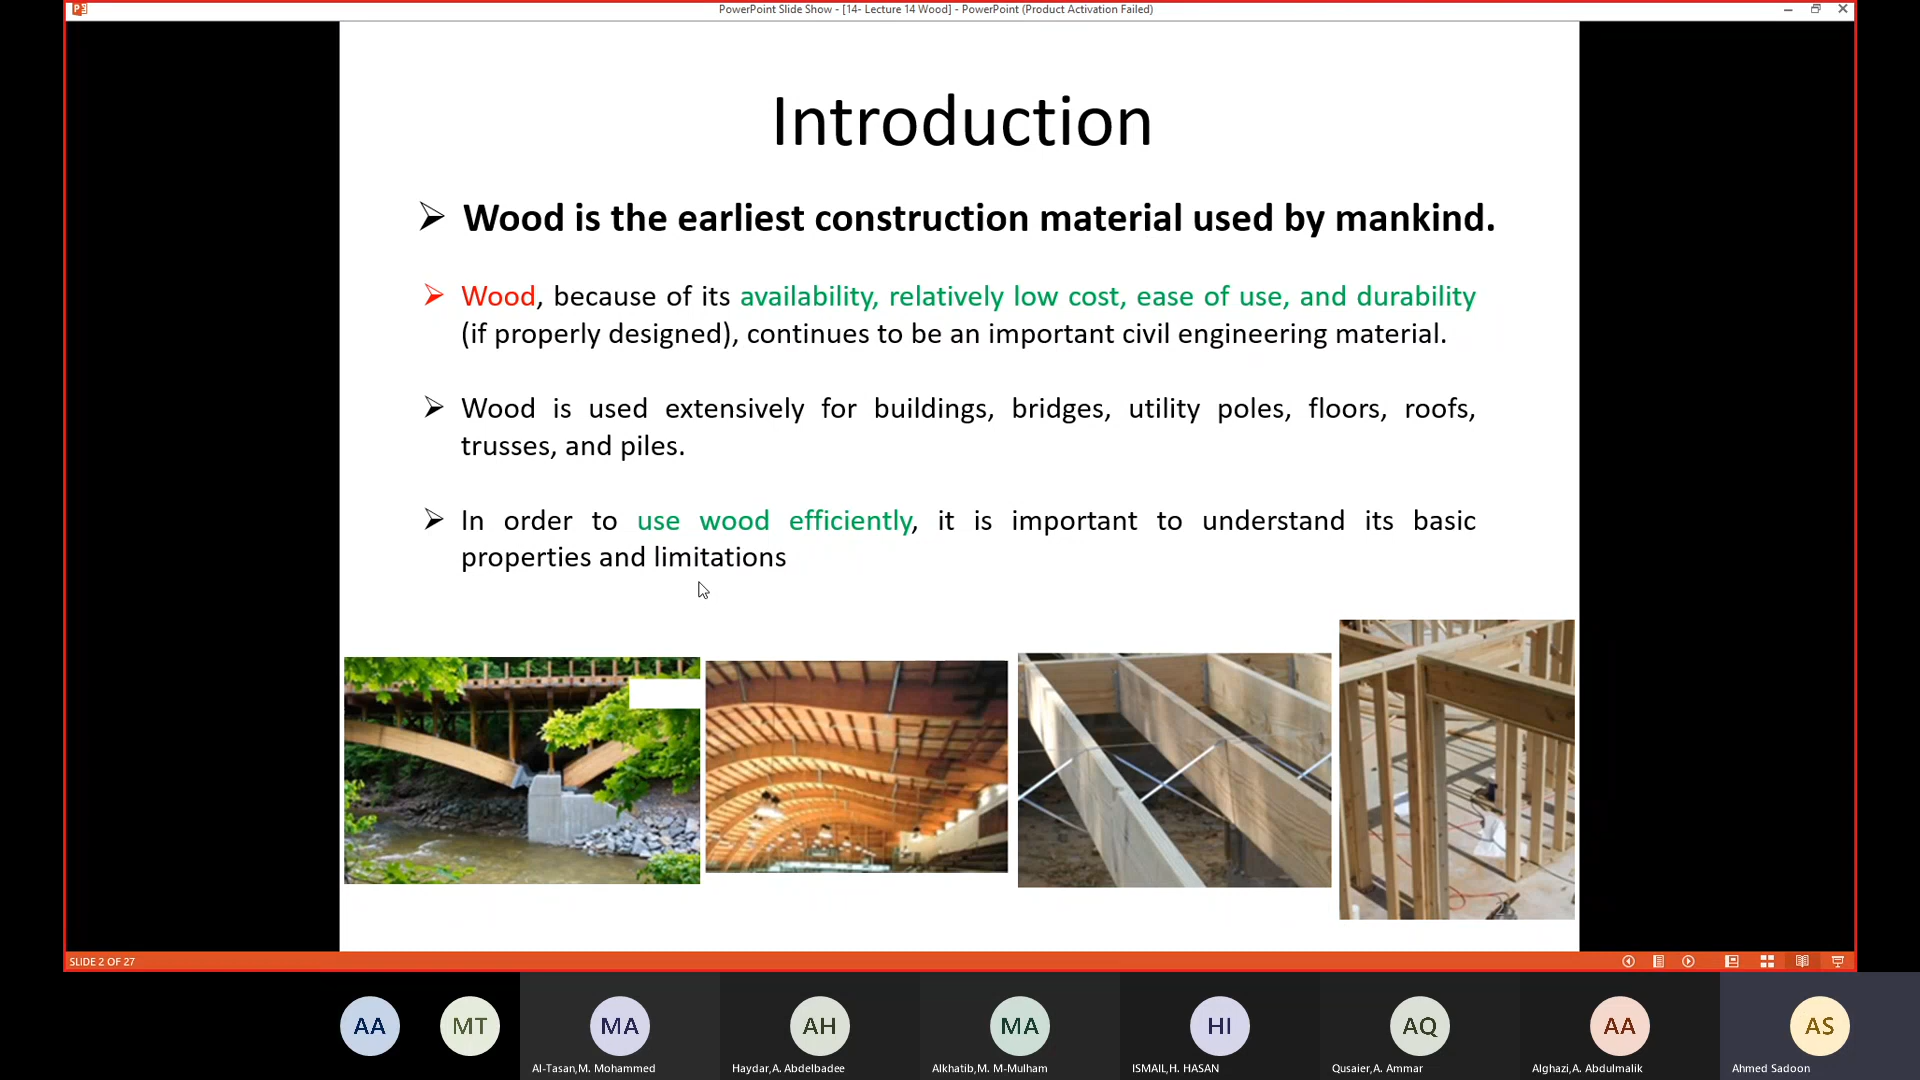 PowerPoint Slide Show - [14- Lecture 14 Wood] - PowerPoint (Product Activation Failed)
Introduction
Wood is the earliest construction material used by mankind.
Wood, because of its availability, relatively low cost, ease of use, and durability
(if properly designed), continues to be an important civil engineering material.
Wood is used extensively for buildings, bridges, utility poles, floors, roofs,
trusses, and piles.
In order to use wood efficiently, it is important to understand its basic
properties and limitations
SLIDE 2 OF 27
AA
MT
MA
AH
MA
HI
AQ
AA
AS
Al-Tasan,M. Mohammed
Haydar,A. Abdelbadee
Alkhatib,M. M-Mulham
ISMAIL,H. HASAN
Qusaier,A. Ammar
Alghazi,A. Abdulmalik
Ahmed Sadoon